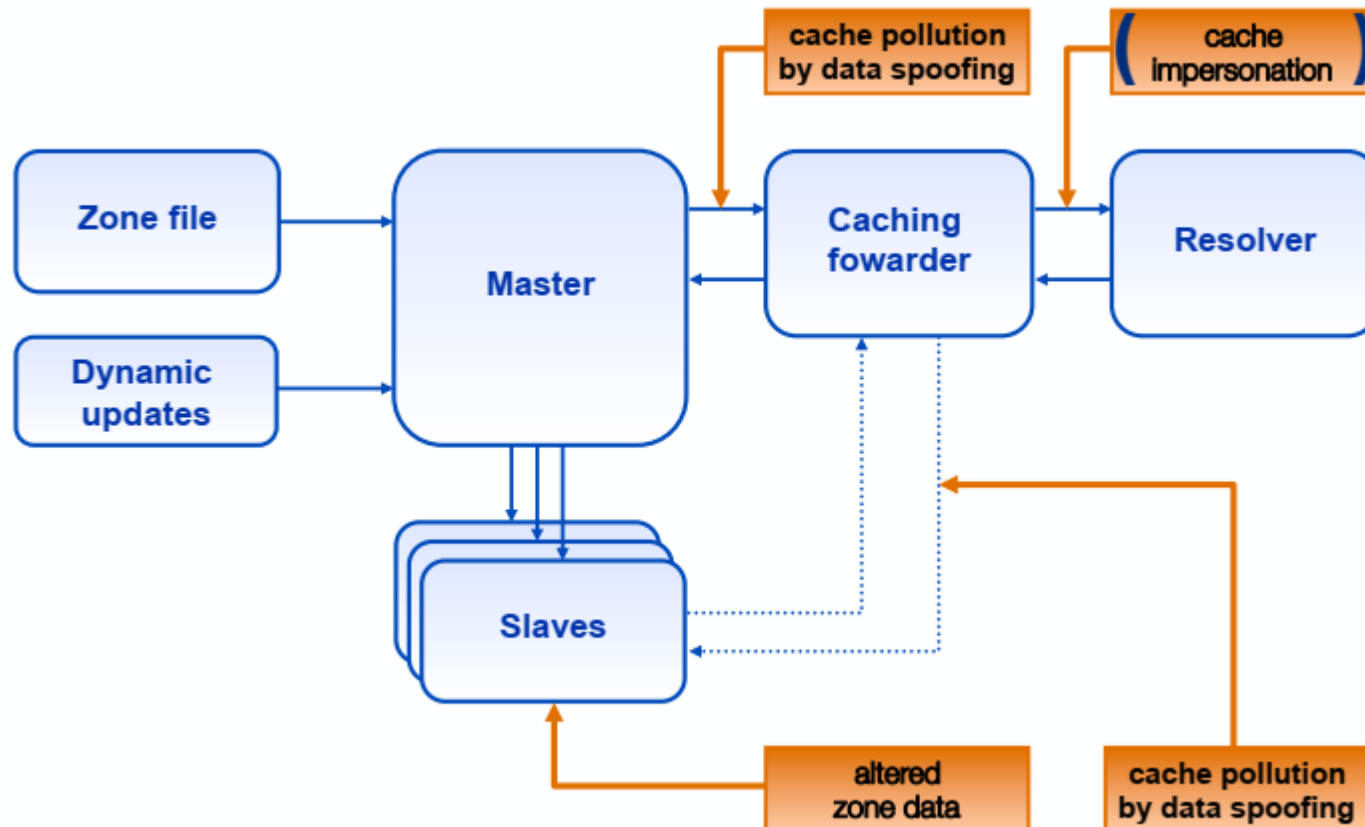 cache pollution
by data spoofing
( cache )
impersonation
Zone file
Master
Caching
fowarder
Resolver
Dynamic
updates
Slaves
altered
zone data
cache pollution
by data spoofing